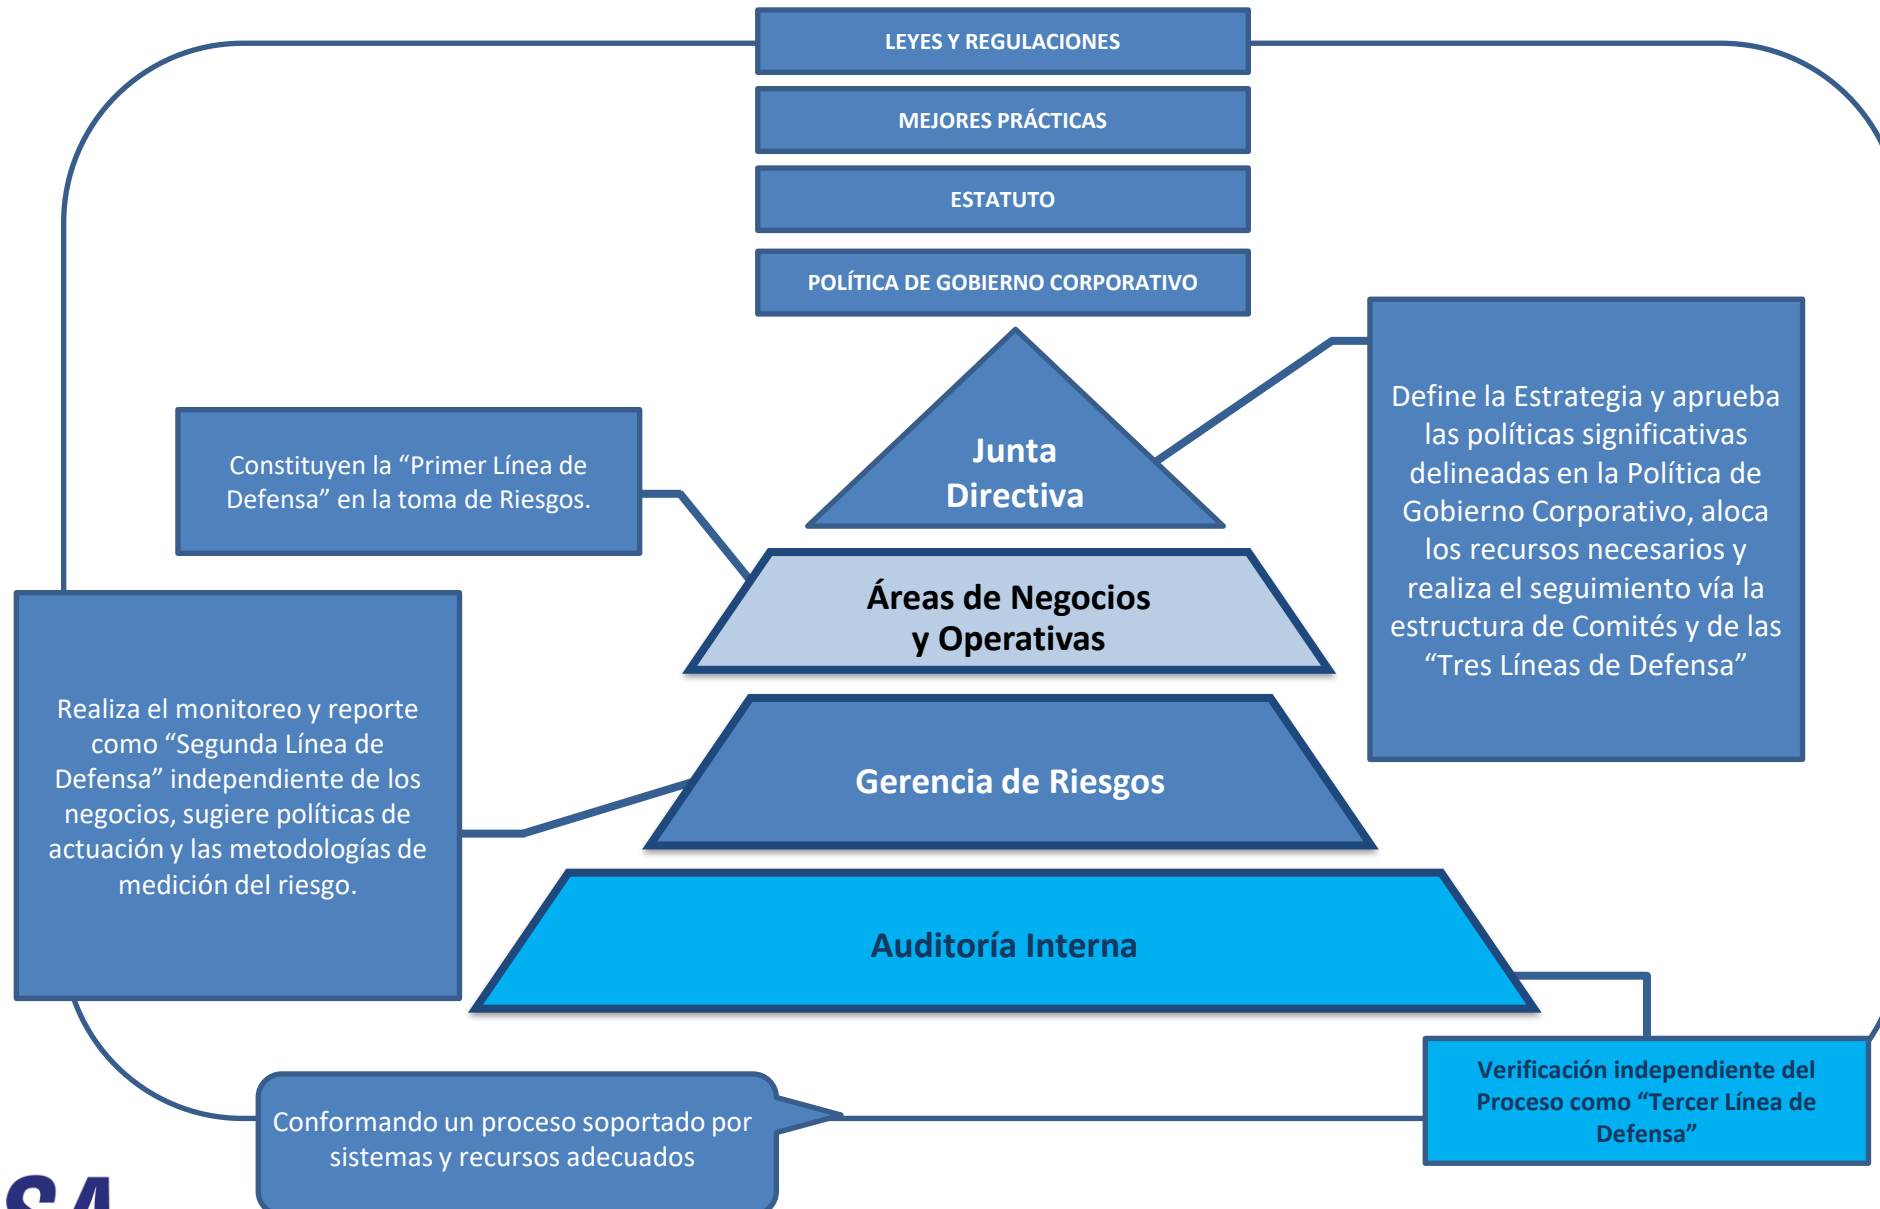 LEYES Y REGULACIONES
MEJORES PRÁCTICAS
ESTATUTO
POLÍTICA DE GOBIERNO CORPORATIVO
Junta
Directiva
Define la Estrategia y aprueba
las políticas significativas
delineadas en la Política de
Gobierno Corporativo, aloca
los recursos necesarios y
realiza el seguimiento vía la
estructura de Comités y de las
“Tres Líneas de Defensa”
Constituyen la “Primer Línea de
Defensa” en la toma de Riesgos.
Áreas de Negocios
y Operativas
Realiza el monitoreo y reporte
como “Segunda Línea de
Defensa” independiente de los
negocios, sugiere políticas de
actuación y las metodologías de
medición del riesgo.
Gerencia de Riesgos
Auditoría Interna
Verificación independiente del
Proceso como “Tercer Línea de
Defensa”
Conformando un proceso soportado por
sistemas y recursos adecuados